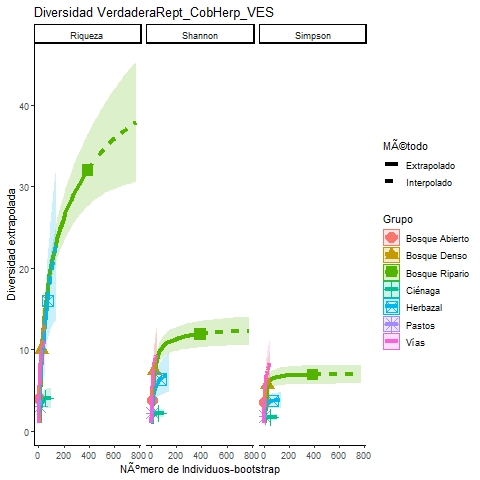 Diversidad VerdaderaRept_CobHerp_VES
Riqueza
Shannon
Simpson
Diversidad extrapolada
40
30
20
10
0
0 200 400 600 800
0 200 400 600 800
0 200 400 600 800
NÃºmero de Individuos-bootstrap
MÃ©todo
Extrapolado
Interpolado
Grupo
Bosque Abierto
Bosque Denso
Bosque Ripario
Ciénaga
Herbazal
Pastos
Vías